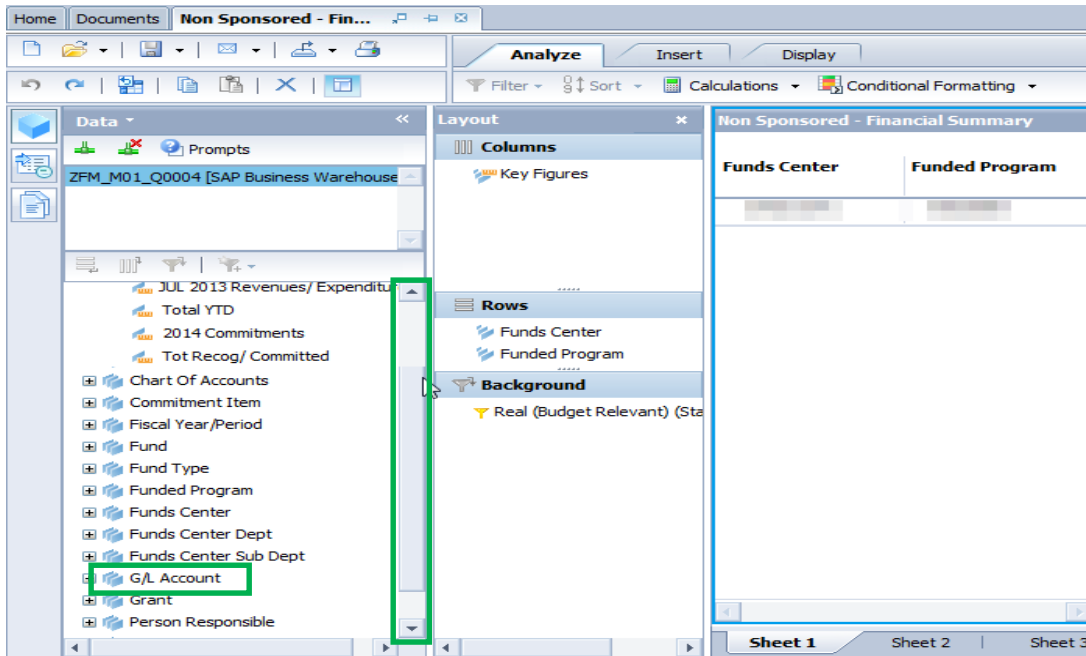 Home Documents Non Sponsored - Fin...
Analyze Insert Display
Filter Sort Calculations Conditional Formatting
Data
Prompts
ZFM_M01_Q0004 [SAP Business Warehouse
JUL 2013 Revenues/ Expenditu
Total YTD
2014 Commitments
Tot Recog/ Committed
Chart Of Accounts
Commitment Item
Fiscal Year/Period
Fund
Fund Type
Funded Program
Funds Center
Funds Center Dept
Funds Center Sub Dept
G/L Account
Grant
Person Responsible
Layout
Columns
Key Figures
Rows
Funds Center
Funded Program
Background
Real (Budget Relevant) (Sta
Non Sponsored - Financial Summary
Funds Center Funded Program
Sheet 1 Sheet 2 Sheet 3